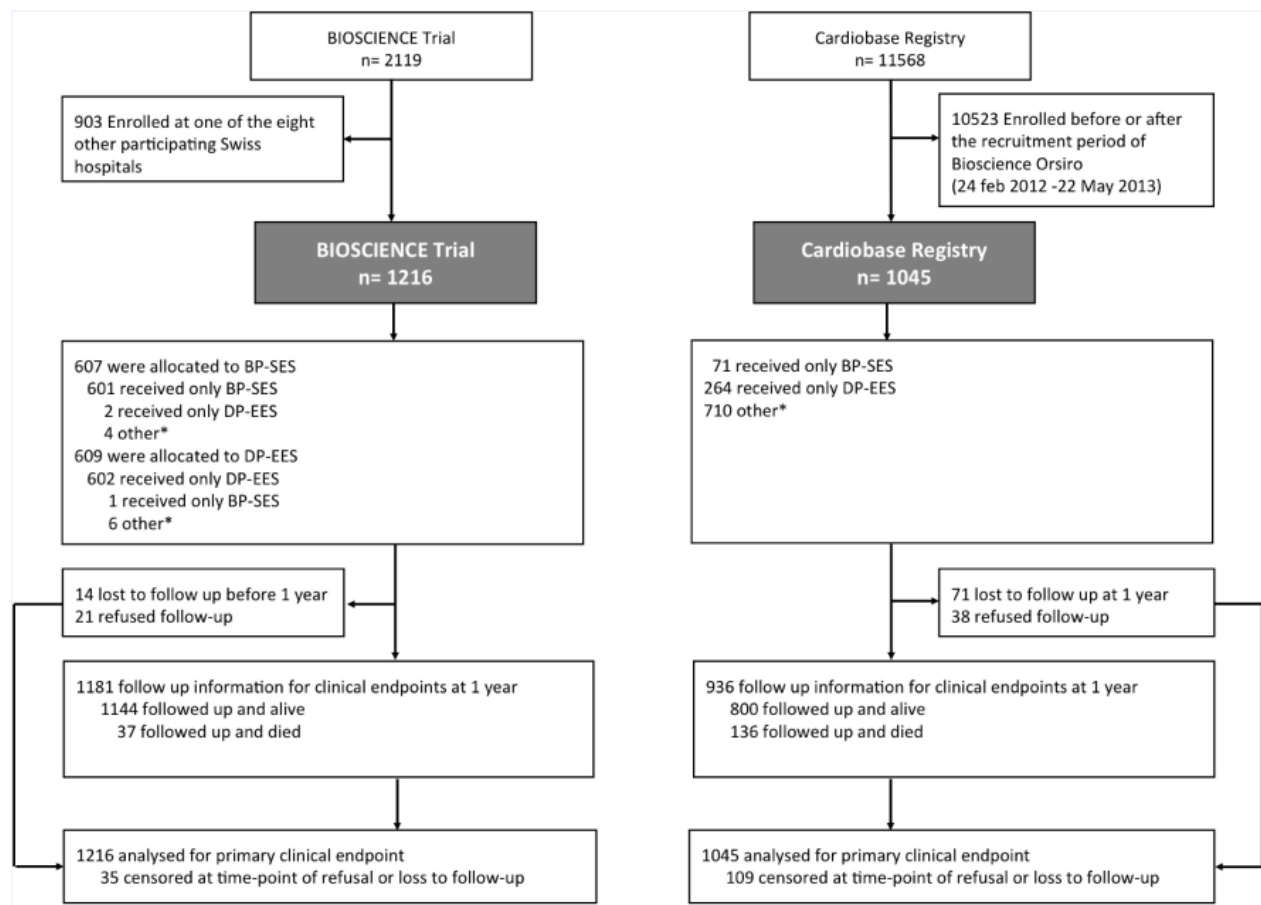 BIOSCIENCE Trial
n= 2119
903 Enrolled at one of the eight
other participating Swiss
hospitals
BIOSCIENCE Trial
n= 1216
607 were allocated to BP-SES
601 received only BP-SES
2 received only DP-EES
4 other*
609 were allocated to DP-EES
602 received only DP-EES
1 received only BP-SES
6 other*
14 lost to follow up before 1 year
21 refused follow-up
1181 follow up information for clinical endpoints at 1 year
1144 followed up and alive
37 followed up and died
1216 analysed for primary clinical endpoint
35 censored at time-point of refusal or loss to follow-up
Cardiobase Registry
n= 11568
10523 Enrolled before or after
the recruitment period of
Bioscience Orsiro
(24 feb 2012 -22 May 2013)
Cardiobase Registry
n= 1045
71 received only BP-SES
264 received only DP-EES
710 other*
71 lost to follow up at 1 year
38 refused follow-up
936 follow up information for clinical endpoints at 1 year
800 followed up and alive
136 followed up and died
1045 analysed for primary clinical endpoint
109 censored at time-point of refusal or loss to follow-up